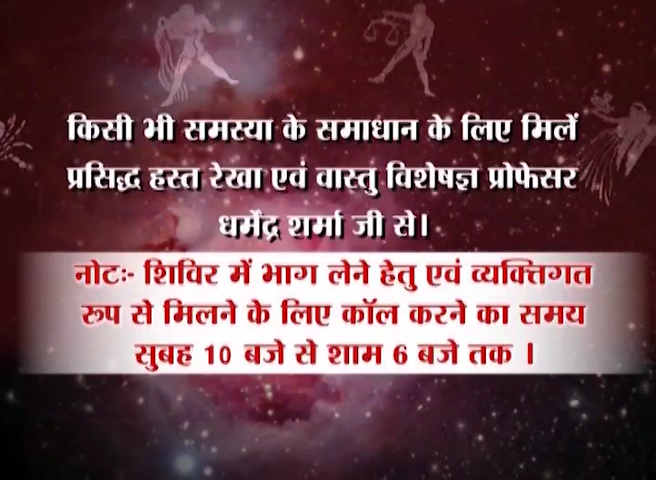 किसी भी समस्या के समाधान के लिए मिलें
प्रसिद्ध हस्त रेखा एवं वास्तु विशेषज्ञ प्रोफेसर
धर्मेंद्र शर्मा जी से।
नोटः- शिविर में भाग लेने हेतु एवं व्यक्तिगत
रूप से मिलने के लिए कॉल करने का समय
सुबह 10 बजे से शाम 6 बजे तक ।